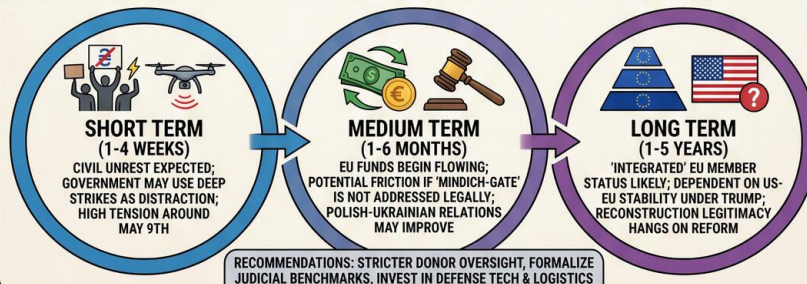 SHORT TERM
(1-4 WEEKS)
CIVIL UNREST EXPECTED;
GOVERNMENT MAY USE DEEP
STRIKES AS DISTRACTION;
HIGH TENSION AROUND
MAY 9TH
$
€
MEDIUM TERM
(1-6 MONTHS)
EU FUNDS BEGIN FLOWING;
POTENTIAL FRICTION IF 'MINDICH-GATE'
IS NOT ADDRESSED LEGALLY;
POLISH-UKRAINIAN RELATIONS
MAY IMPROVE
?
LONG TERM
(1-5 YEARS)
'INTEGRATED' EU MEMBER
STATUS LIKELY; DEPENDENT ON US-
EU STABILITY UNDER TRUMP;
RECONSTRUCTION LEGITIMACY
HANGS ON REFORM
RECOMMENDATIONS: STRICTER DONOR OVERSIGHT, FORMALIZE
JUDICIAL BENCHMARKS, INVEST IN DEFENSE TECH & LOGISTICS